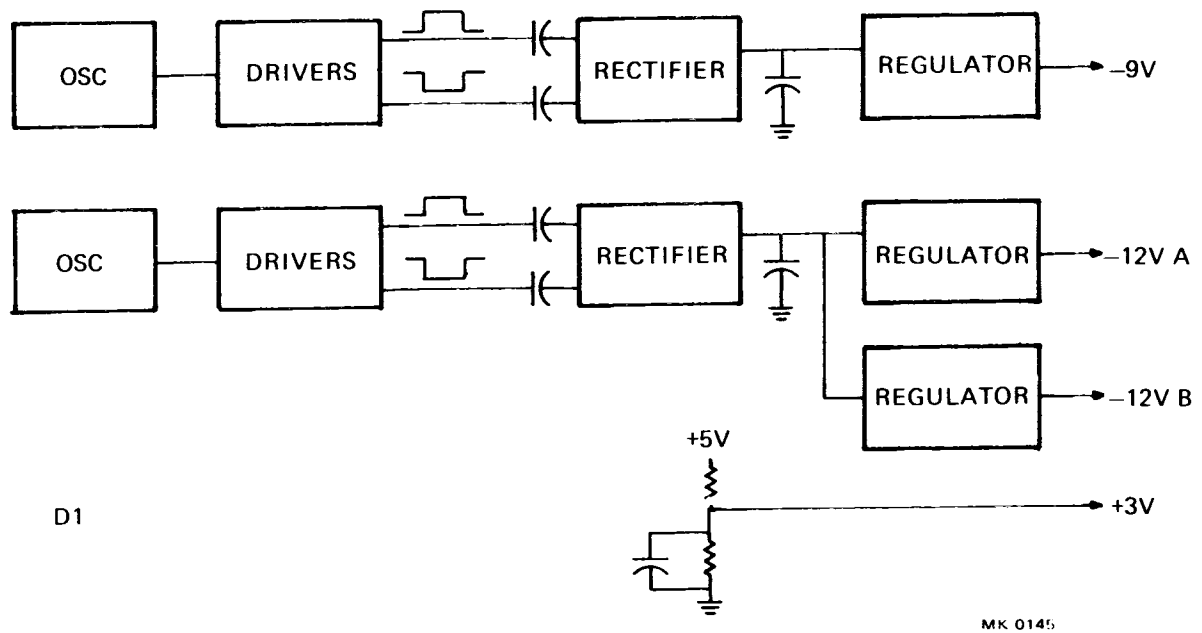 OSC
DRIVERS
RECTIFIER
REGULATOR
–9V
OSC
DRIVERS
RECTIFIER
REGULATOR
–12V A
REGULATOR
–12V B
+5V
+3V
D1
MK 0145